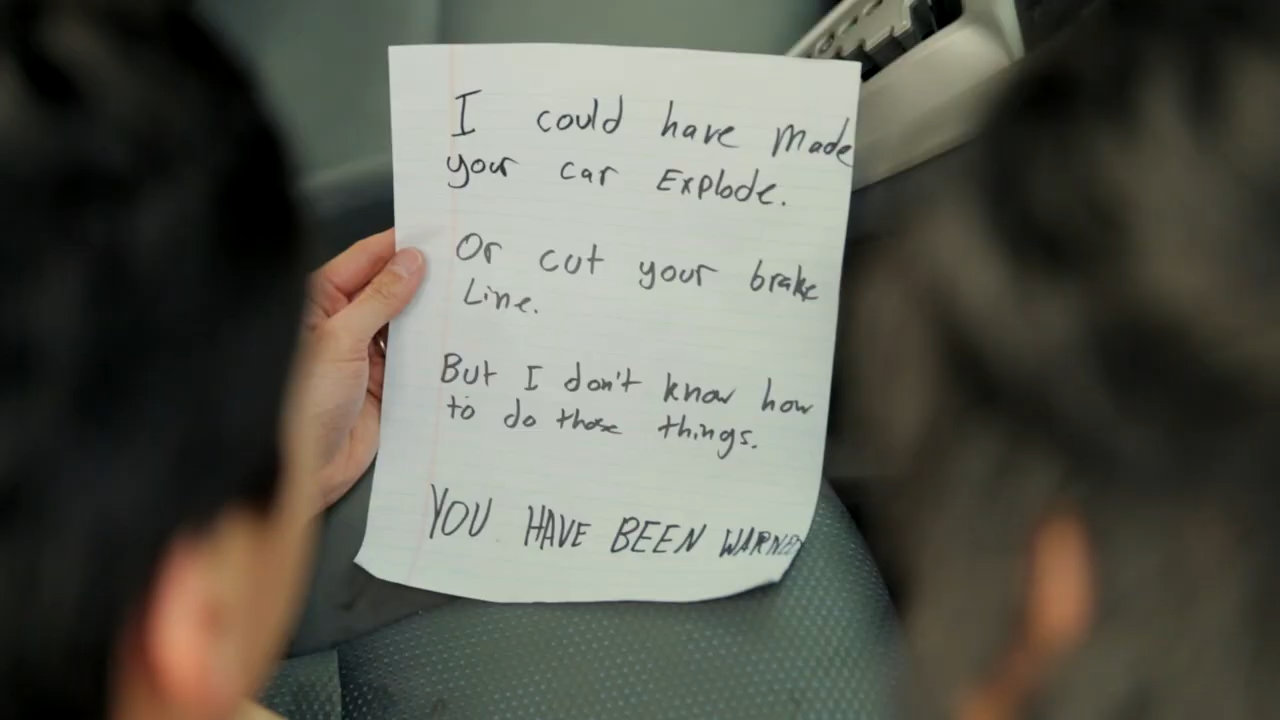 I could have made
your car Explode.
Or cut your brake
Line.
But I don't know how
to do those things.
YOU HAVE BEEN WARNED